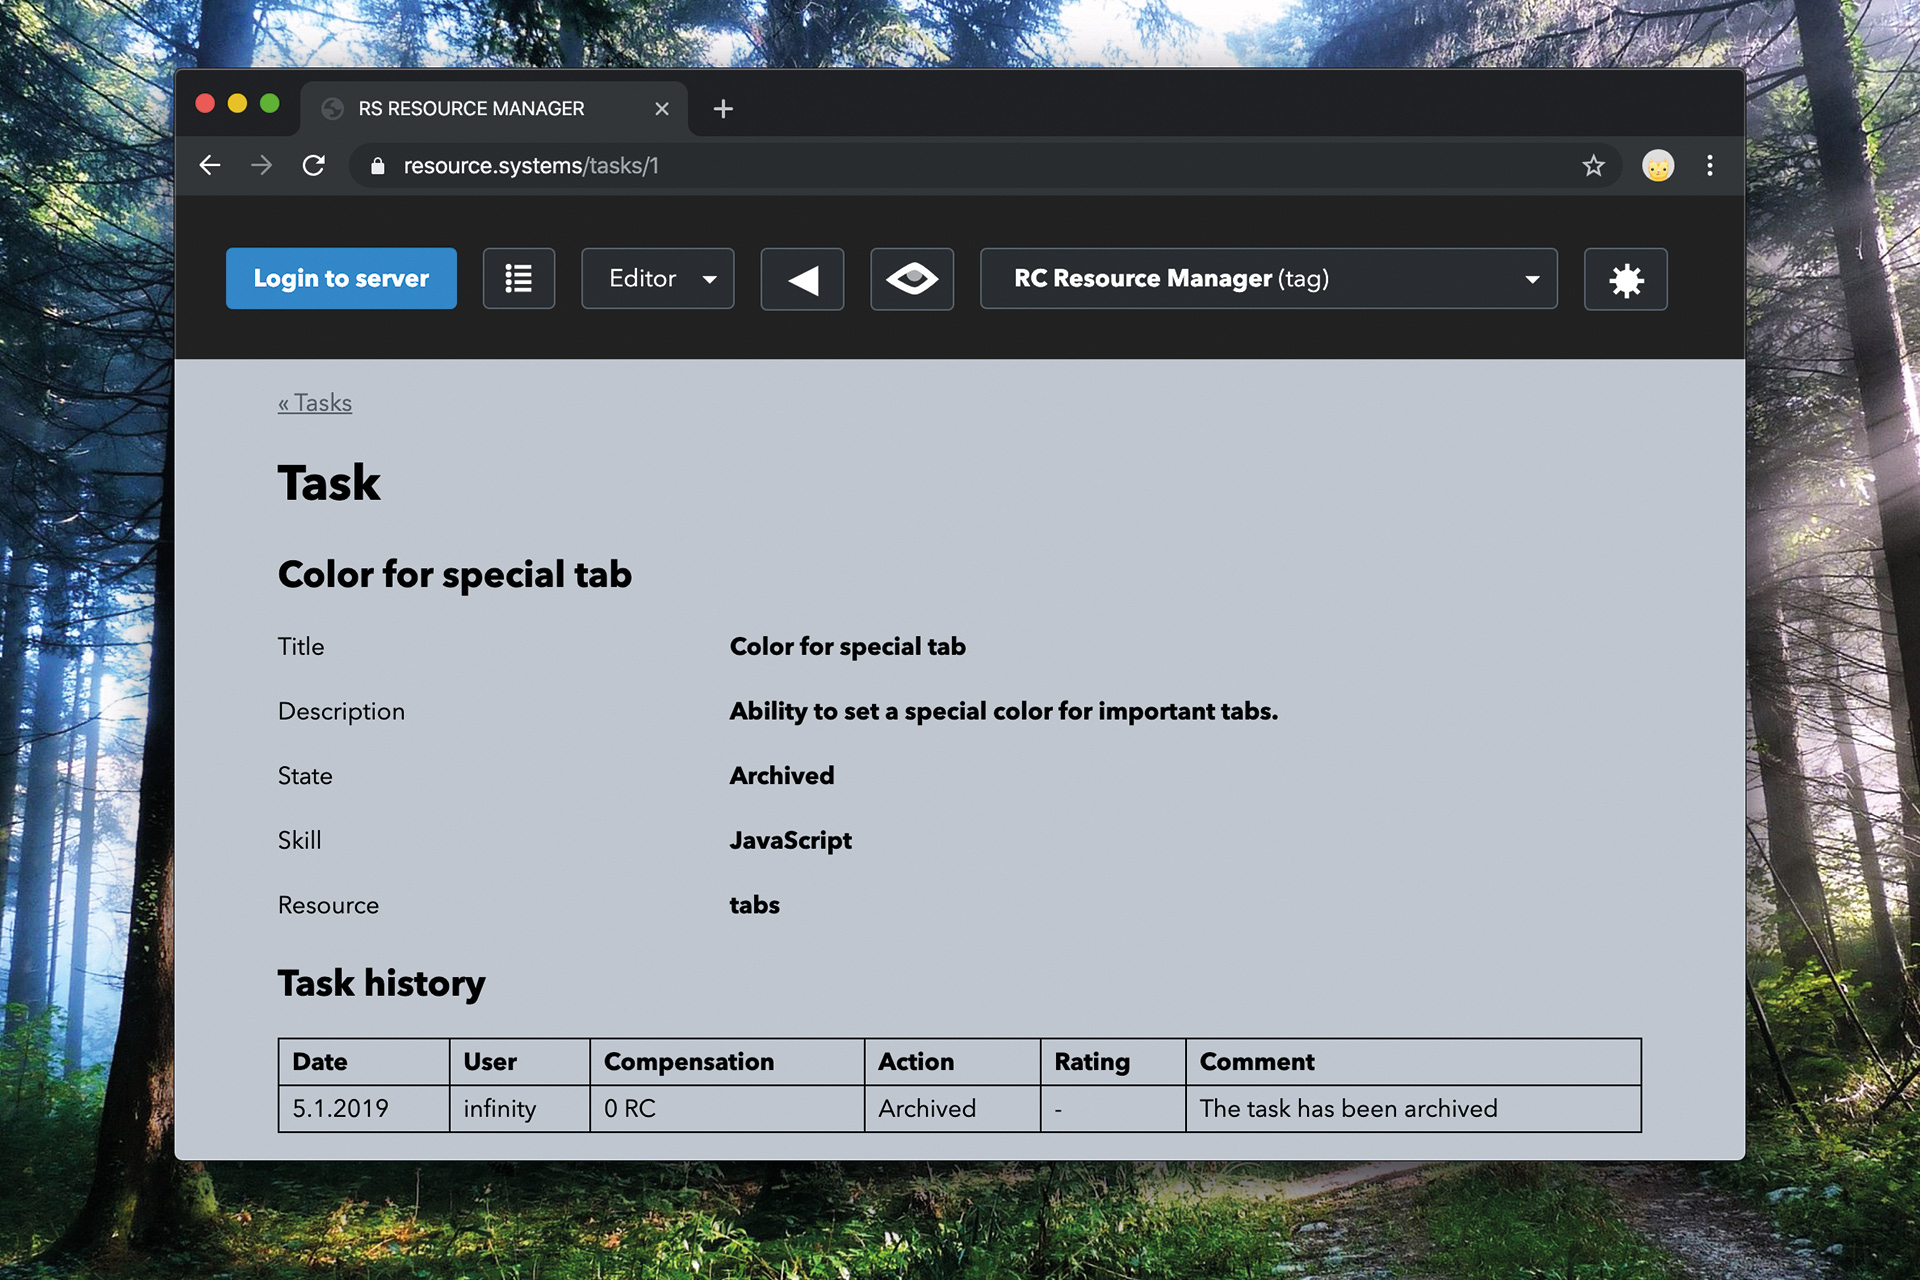 RS RESOURCE MANAGER
resource.systems/tasks/1
Login to server
Editor
RC Resource Manager (tag)
« Tasks
Task
Color for special tab
Title Color for special tab
Description Ability to set a special color for important tabs.
State Archived
Skill JavaScript
Resource tabs
Task history
Date User Compensation Action Rating Comment
5.1.2019 infinity 0 RC Archived - The task has been archived